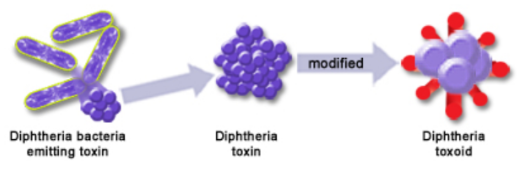 modified
Diphtheria bacteria
emitting toxin
Diphtheria
toxin
Diphtheria
toxoid